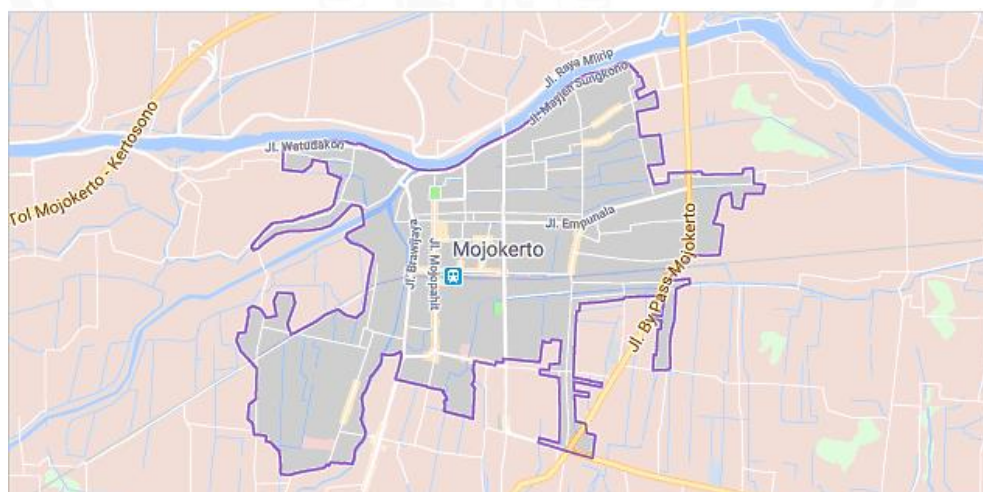 Jl. Raya Mlirip
Jl. Mayjen Sungkono
Tol Mojokerto - Kertosono
Jl. Watudakon
Jl. Empunala
Jl. Brawijaya
Jl. Mojopahit
Mojokerto
Jl. By Pass Mojokerto